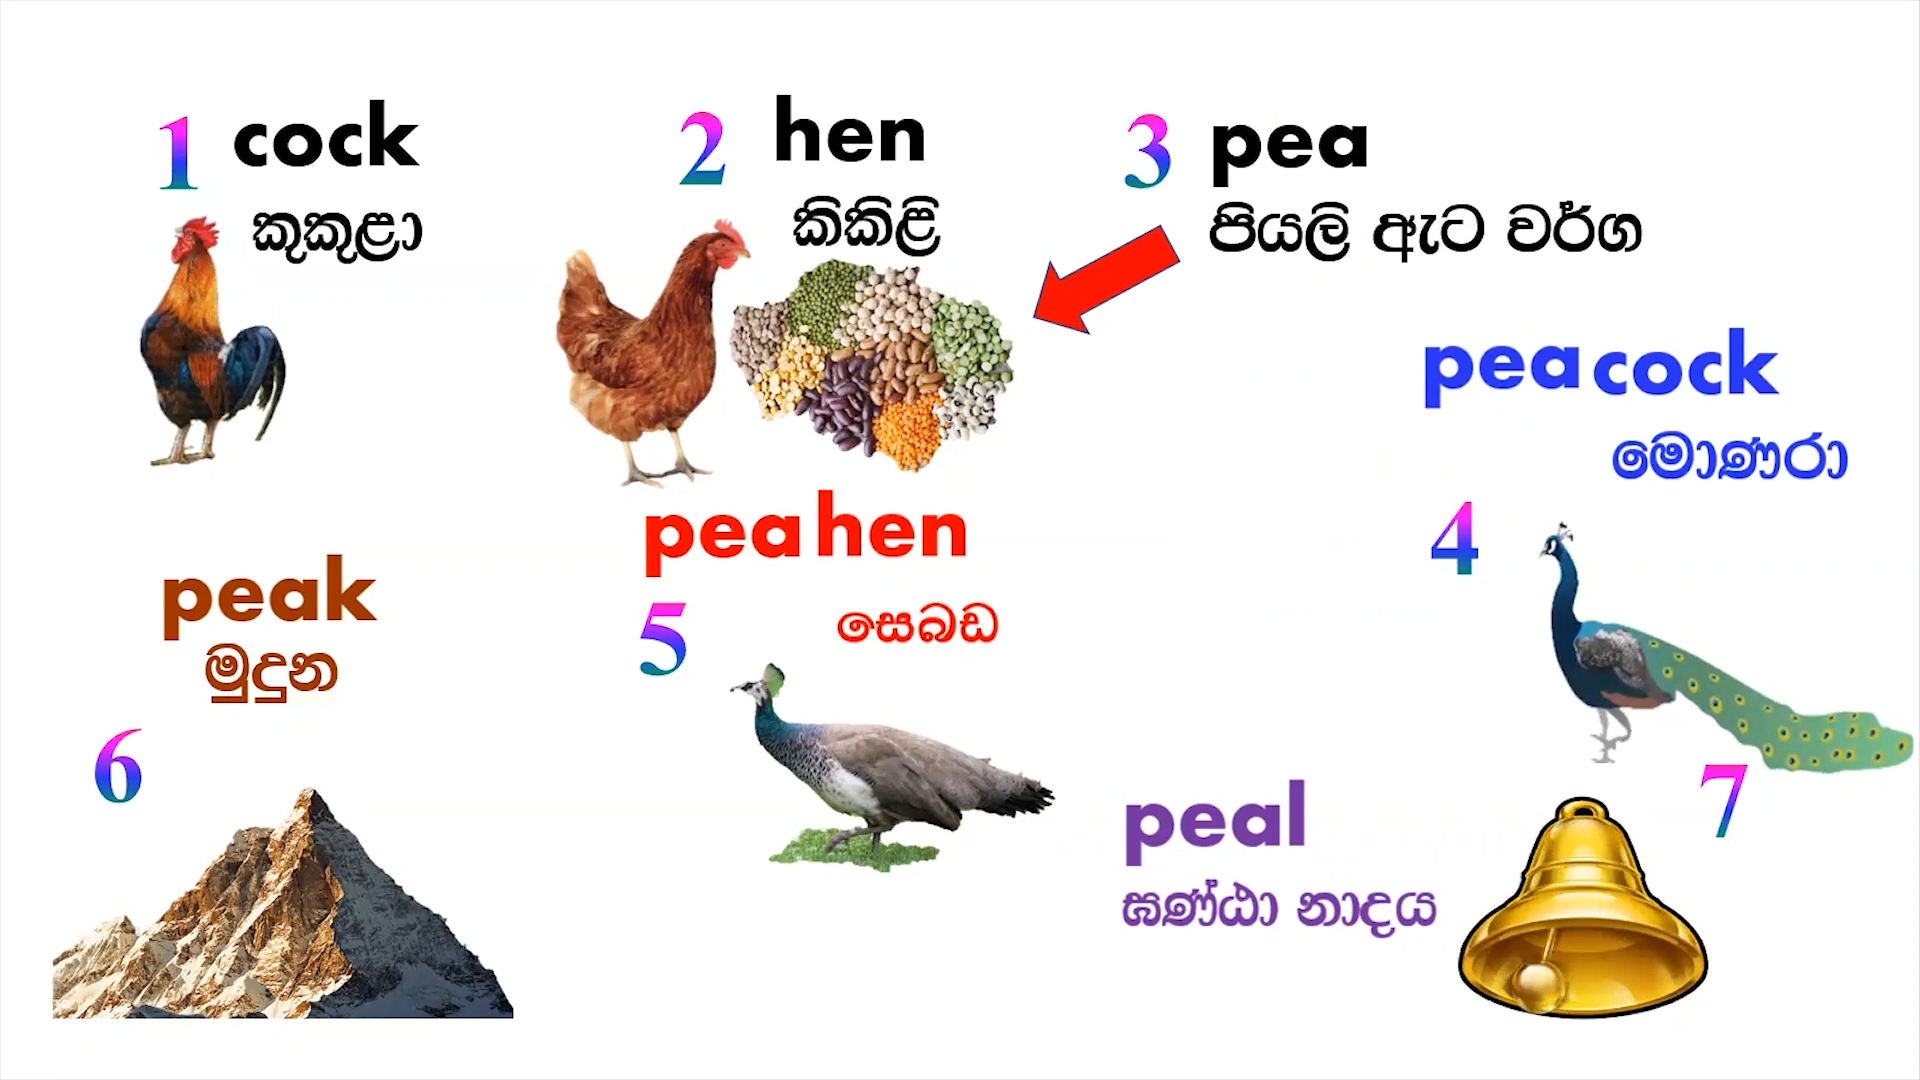 1 cock
කුකුළා
2 hen
කිකිළි
3 pea
පියලි ඇට වර්ග
peacock
මොණරා
4
peahen
5 සෙබඩ
peak
මුදුන
6
7
peal
ඝණ්ඨා නාදය